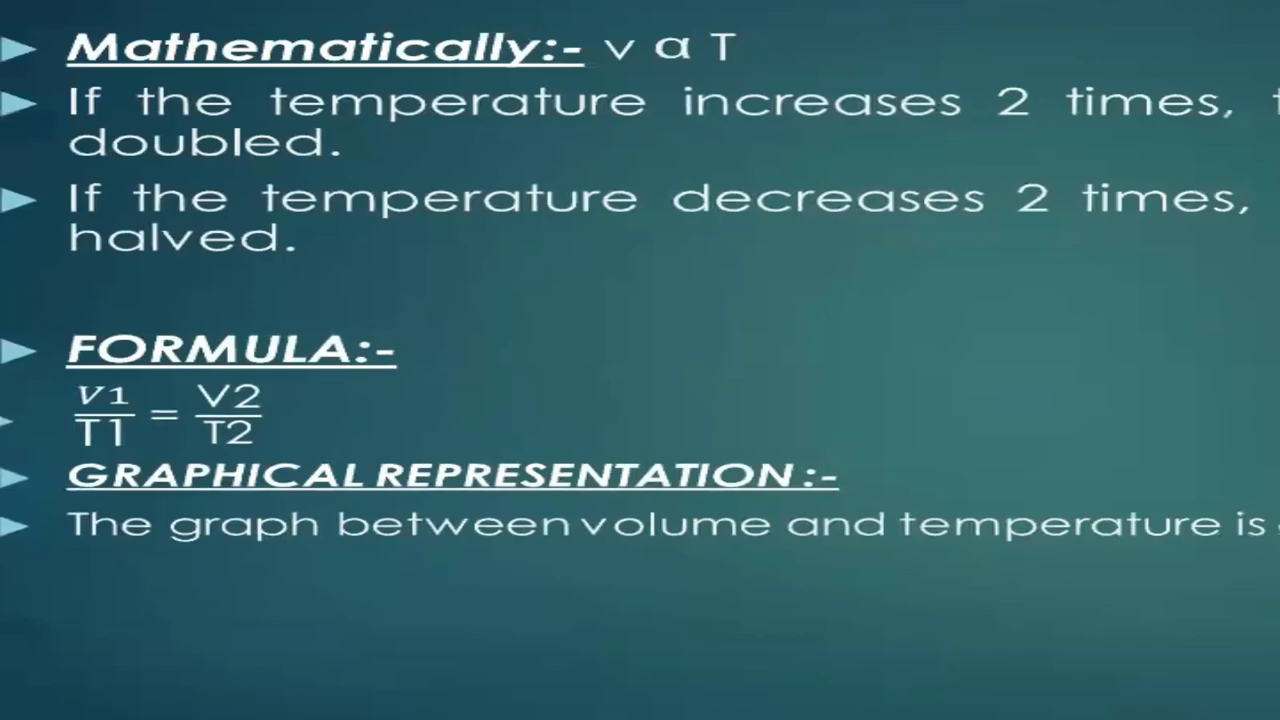 Mathematically:- v α T
If the temperature increases 2 times,
doubled.
If the temperature decreases 2 times,
halved.
FORMULA:-
V1/T1 = V2/T2
GRAPHICAL REPRESENTATION :-
The graph between volume and temperature is